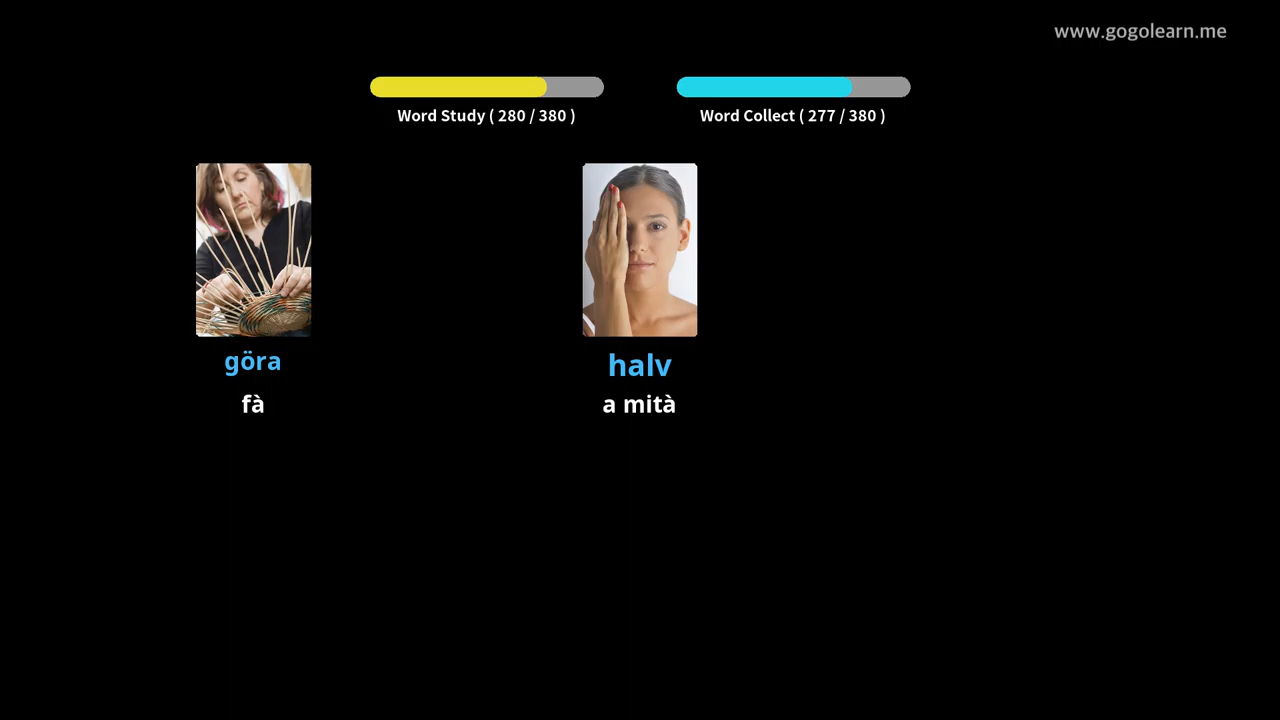 www.gogolearn.me
Word Study ( 280 / 380 )
Word Collect ( 277 / 380 )
göra
halv
fà
a mità